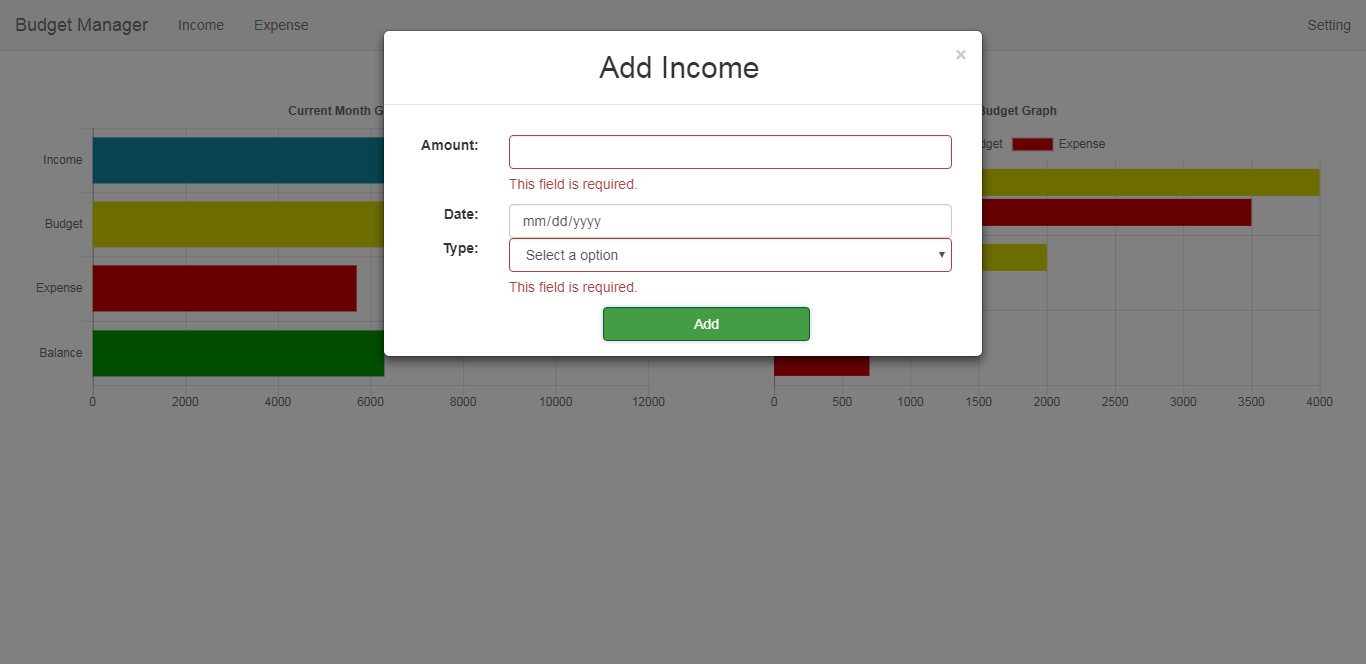 Budget Manager Income Expense Setting
Add Income ×
Current Month G
Budget Graph
Amount:
This field is required.
Date: mm/dd/yyyy
Type: Select a option
This field is required.
Add
Income
Budget
Expense
Balance
0 2000 4000 6000 8000 10000 12000
dget Expense
0 500 1000 1500 2000 2500 3000 3500 4000